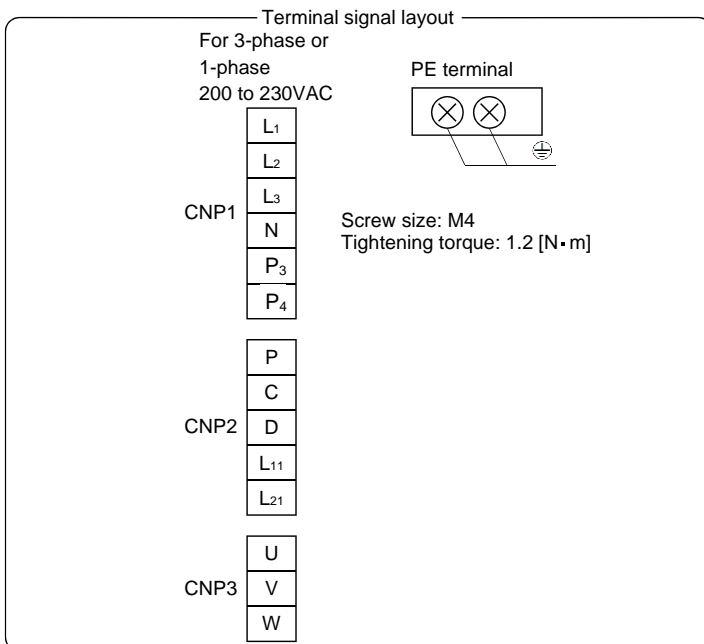 Terminal signal layout
For 3-phase or
1-phase
200 to 230VAC
PE terminal
CNP1
L1
L2
L3
N
P3
P4
Screw size: M4
Tightening torque: 1.2 [N▪m]
CNP2
P
C
D
L11
L21
CNP3
U
V
W